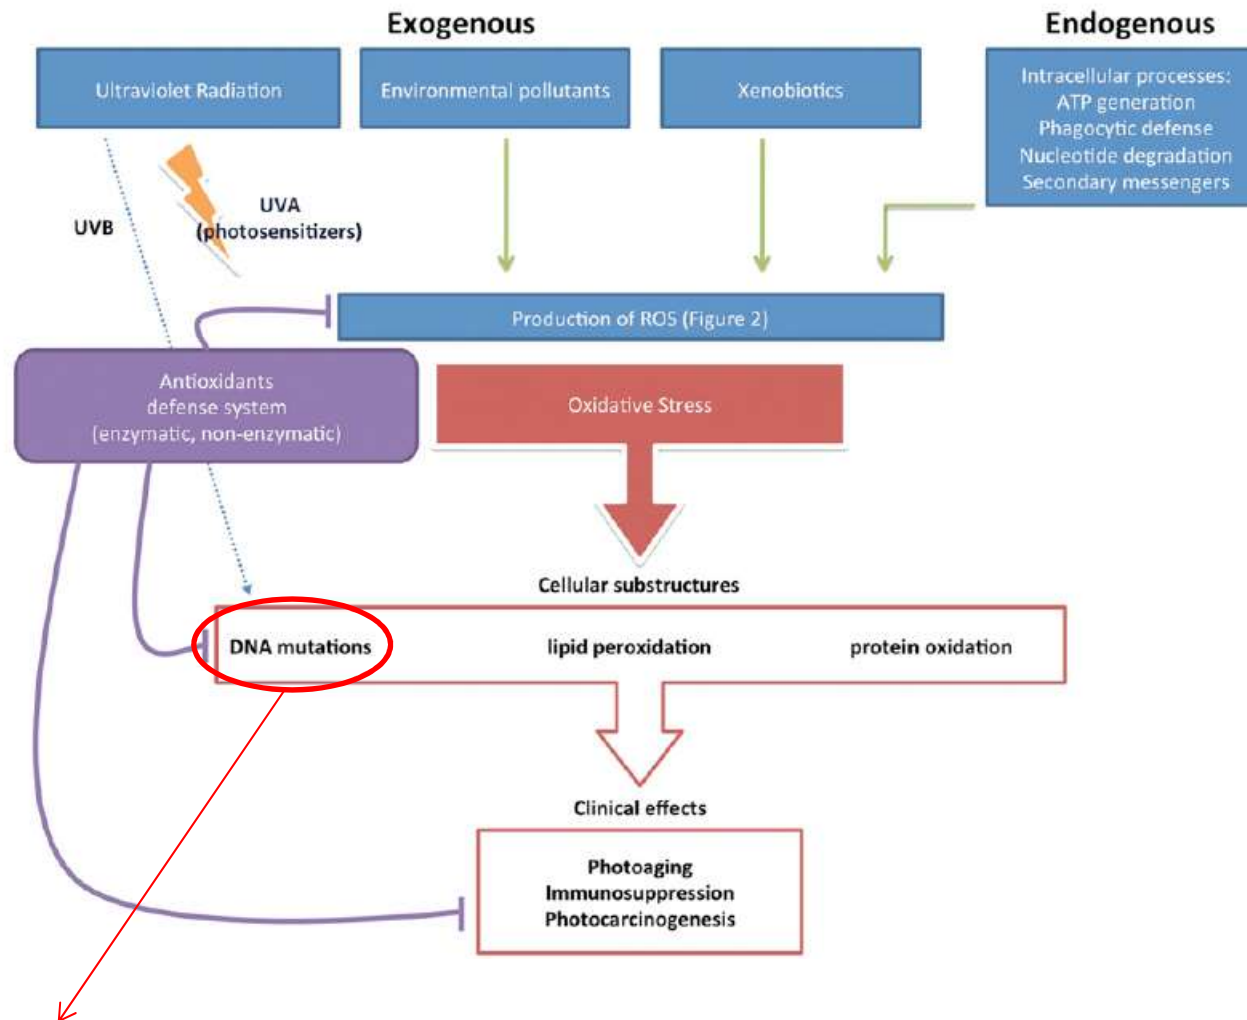 Exogenous
Endogenous
Ultraviolet Radiation
Environmental pollutants
Xenobiotics
Intracellular processes:
ATP generation
Phagocytic defense
Nucleotide degradation
Secondary messengers
UVB
UVA
(photosensitizers)
Production of ROS (Figure 2)
Antioxidants
defense system
(enzymatic, non-enzymatic)
Oxidative Stress
Cellular substructures
DNA mutations
lipid peroxidation
protein oxidation
Clinical effects
Photoaging
Immunosuppression
Photocarcinogenesis